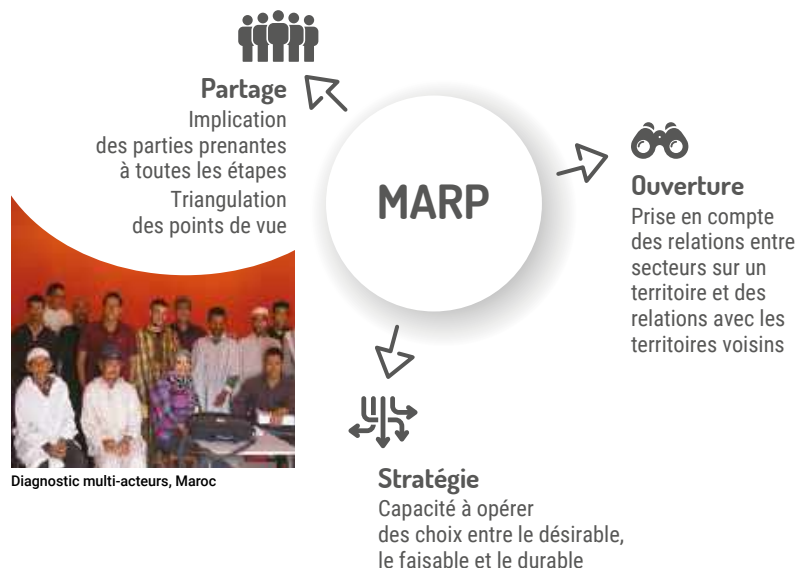 Partage
Implication
des parties prenantes
à toutes les étapes
Triangulation
des points de vue
MARP
Ouverture
Prise en compte
des relations entre
secteurs sur un
territoire et des
relations avec les
territoires voisins
Diagnostic multi-acteurs, Maroc
Stratégie
Capacité à opérer
des choix entre le désirable,
le faisable et le durable